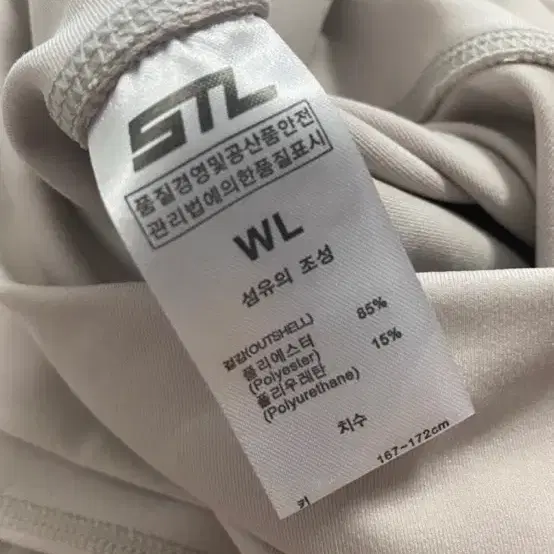 STL
품질경영및공산품안전
관리법에의한품질표시
WL
섬유의 조성
겉감(OUTSHELL) 85%
폴리에스터
(Polyester) 15%
폴리우레탄
(Polyurethane)
치수
키 167~172cm